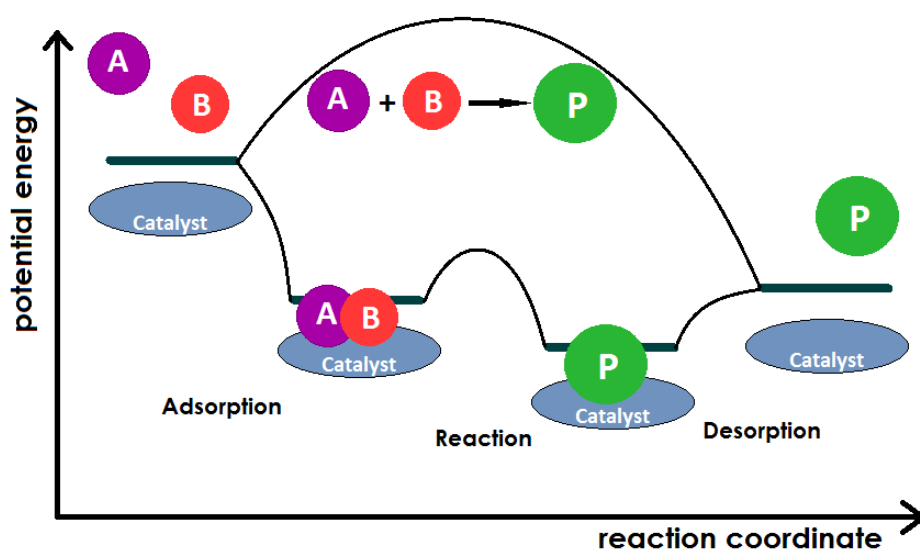 potential energy
A
B
A + B P
P
Catalyst
A B
Catalyst
P
Catalyst
Catalyst
Adsorption
Reaction
Desorption
reaction coordinate